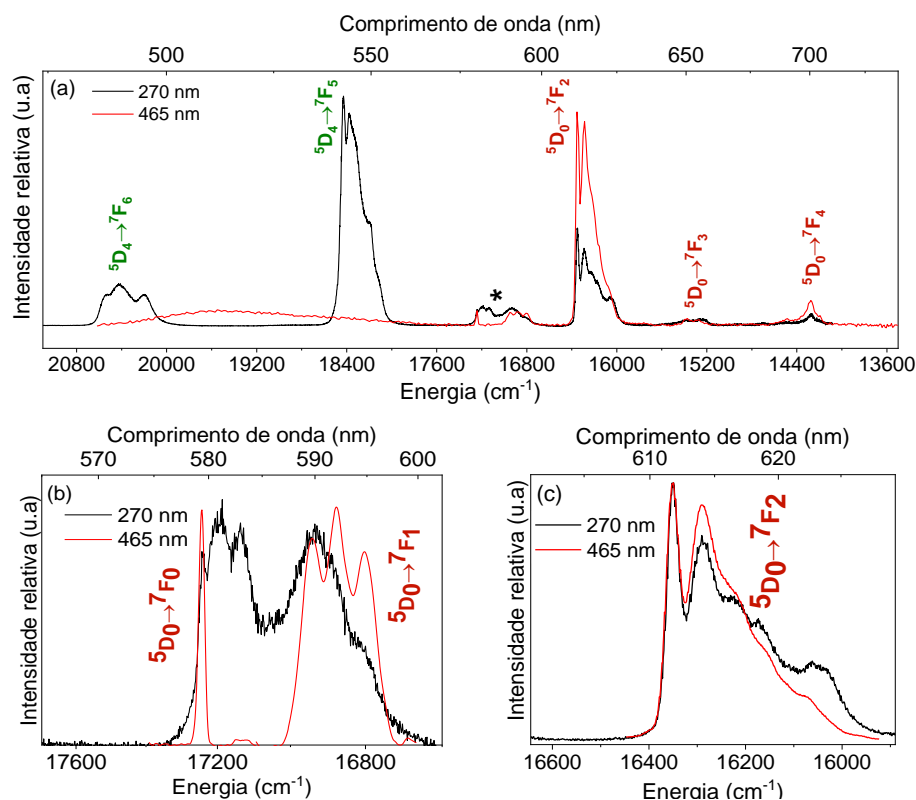 Comprimento de onda (nm)
500 550 600 650 700
(a)
270 nm
465 nm
⁵D₄→⁷F₆
⁵D₄→⁷F₅
*
⁵D₀→⁷F₂
⁵D₀→⁷F₃
⁵D₀→⁷F₄
Intensidade relativa (u.a)
20800 20000 19200 18400 17600 16800 16000 15200 14400 13600
Energia (cm⁻¹)
Comprimento de onda (nm)
570 580 590 600
(b)
270 nm
465 nm
⁵D₀→⁷F₀
⁵D₀→⁷F₁
Intensidade relativa (u.a)
17600 17200 16800
Energia (cm⁻¹)
Comprimento de onda (nm)
610 620
(c)
270 nm
465 nm
⁵D₀→⁷F₂
Intensidade relativa (u.a)
16600 16400 16200 16000
Energia (cm⁻¹)